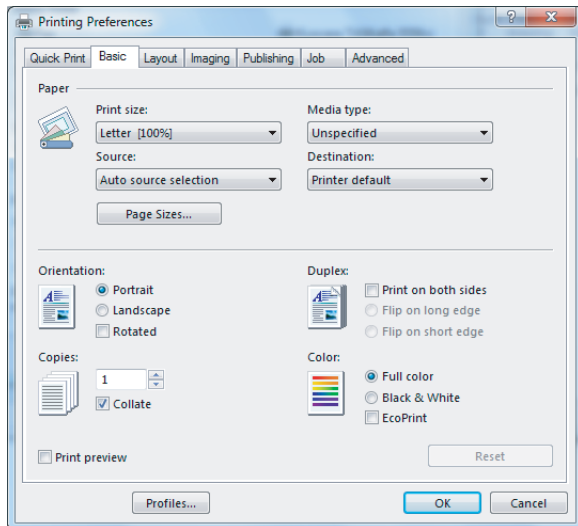 Printing Preferences
Quick Print Basic Layout Imaging Publishing Job Advanced
Paper
Print size: Media type:
Letter [100%] Unspecified
Source: Destination:
Auto source selection Printer default
Page Sizes...
Orientation: Duplex:
Portrait Print on both sides
Landscape Flip on long edge
Rotated Flip on short edge
Copies: Color:
1 Full color
Collate Black & White
EcoPrint
Print preview Reset
Profiles... OK Cancel